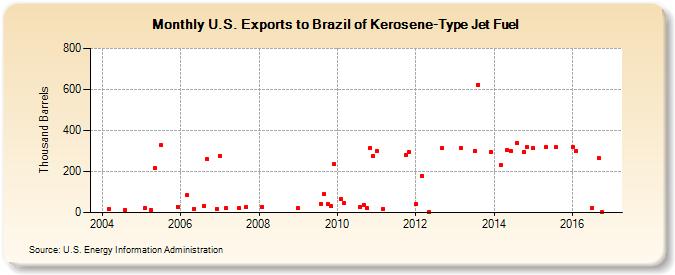 Monthly U.S. Exports to Brazil of Kerosene-Type Jet Fuel
Thousand Barrels
800
600
400
200
0
2004 2006 2008 2010 2012 2014 2016
Source: U.S. Energy Information Administration